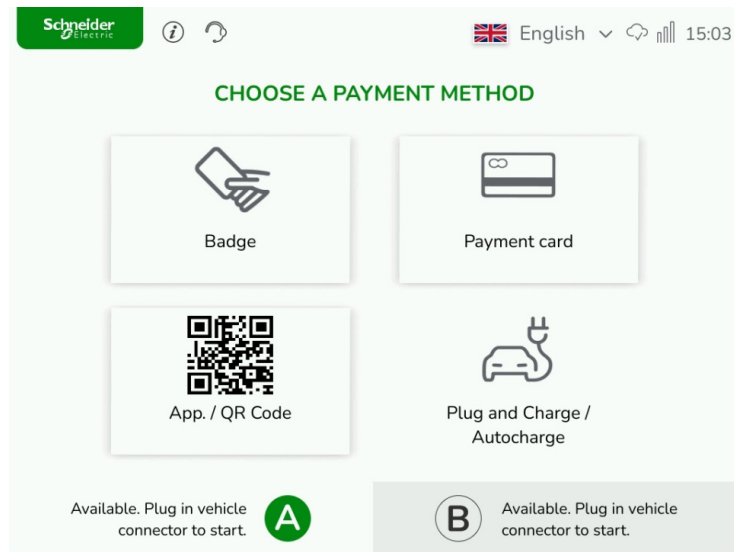 Schneider
Electric
i
English
15:03
CHOOSE A PAYMENT METHOD
Badge
Payment card
App. / QR Code
Plug and Charge /
Autocharge
Available. Plug in vehicle
connector to start.
A
B
Available. Plug in vehicle
connector to start.